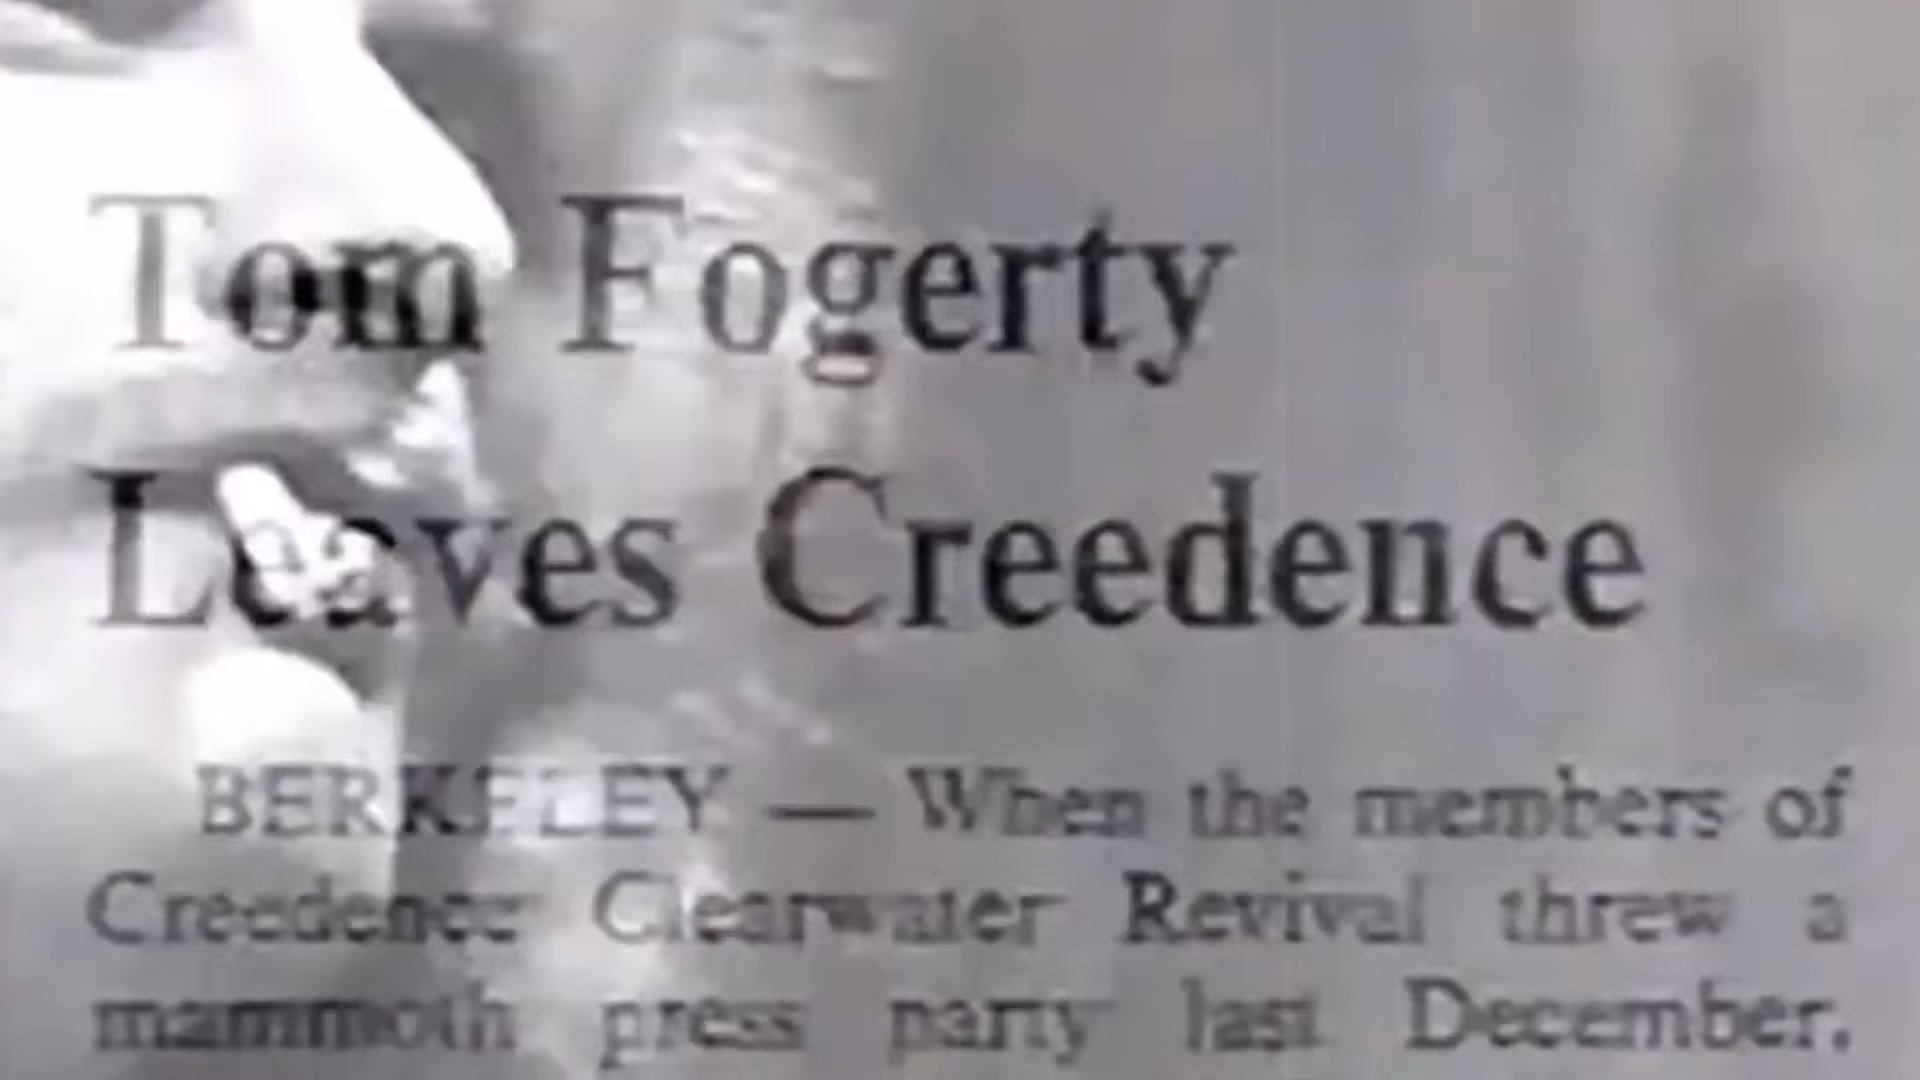 Tom Fogerty
Leaves Creedence
BERKELEY — When the members of
Creedence Clearwater Revival threw a
mammoth press party last December,